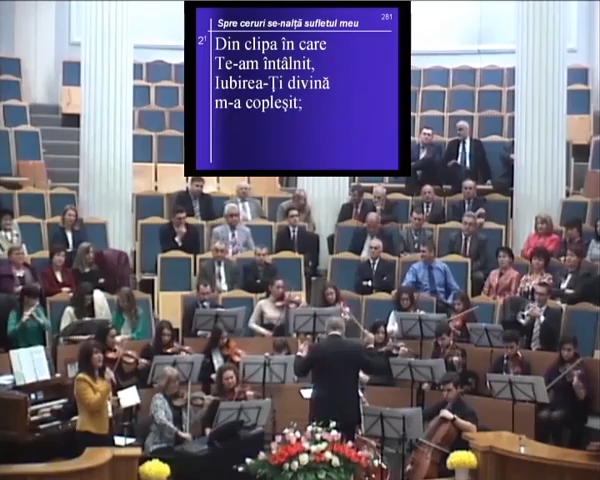 Spre ceruri se-nalță sufletul meu
281
2¹
Din clipa în care
Te-am întâlnit,
Iubirea-Ți divină
m-a copleșit;